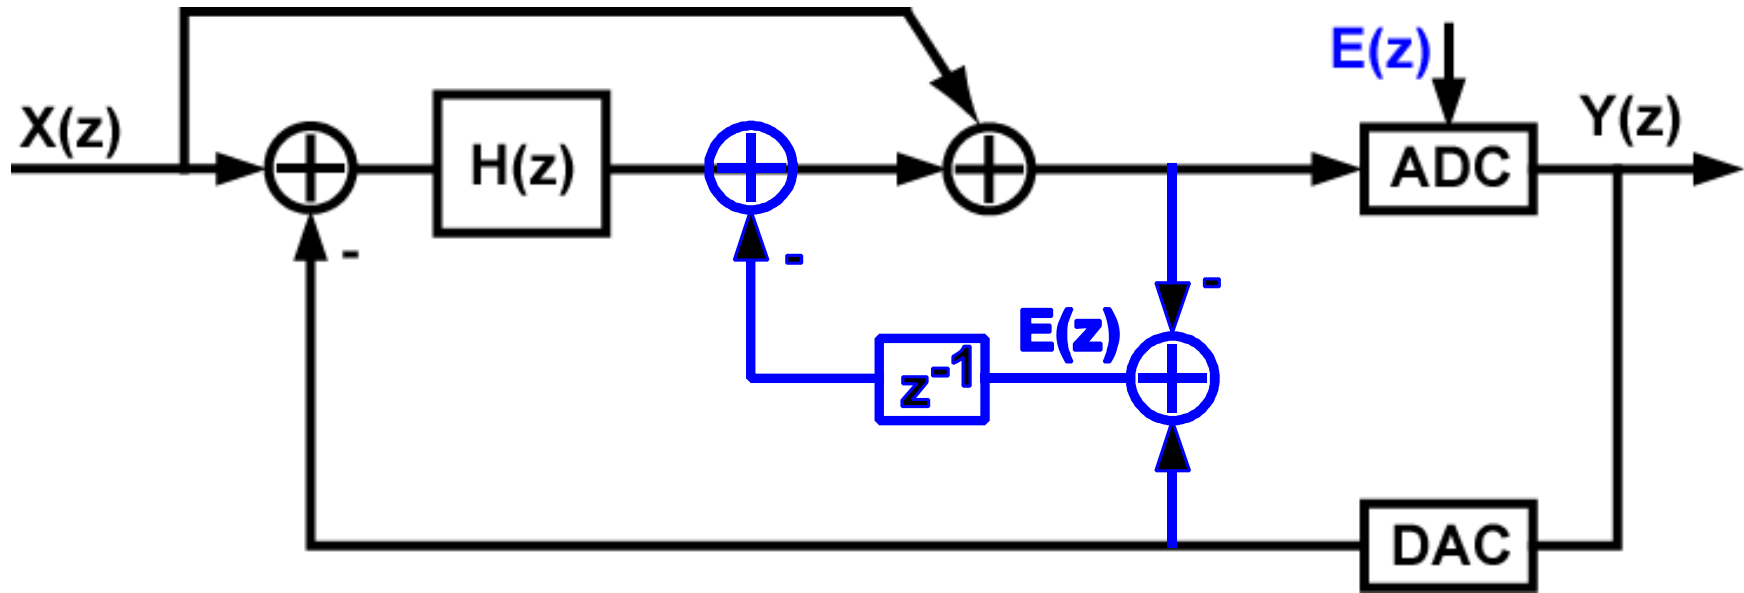 E(z)
X(z)
Y(z)
H(z)
ADC
-
-
-
E(z)
z-1
DAC